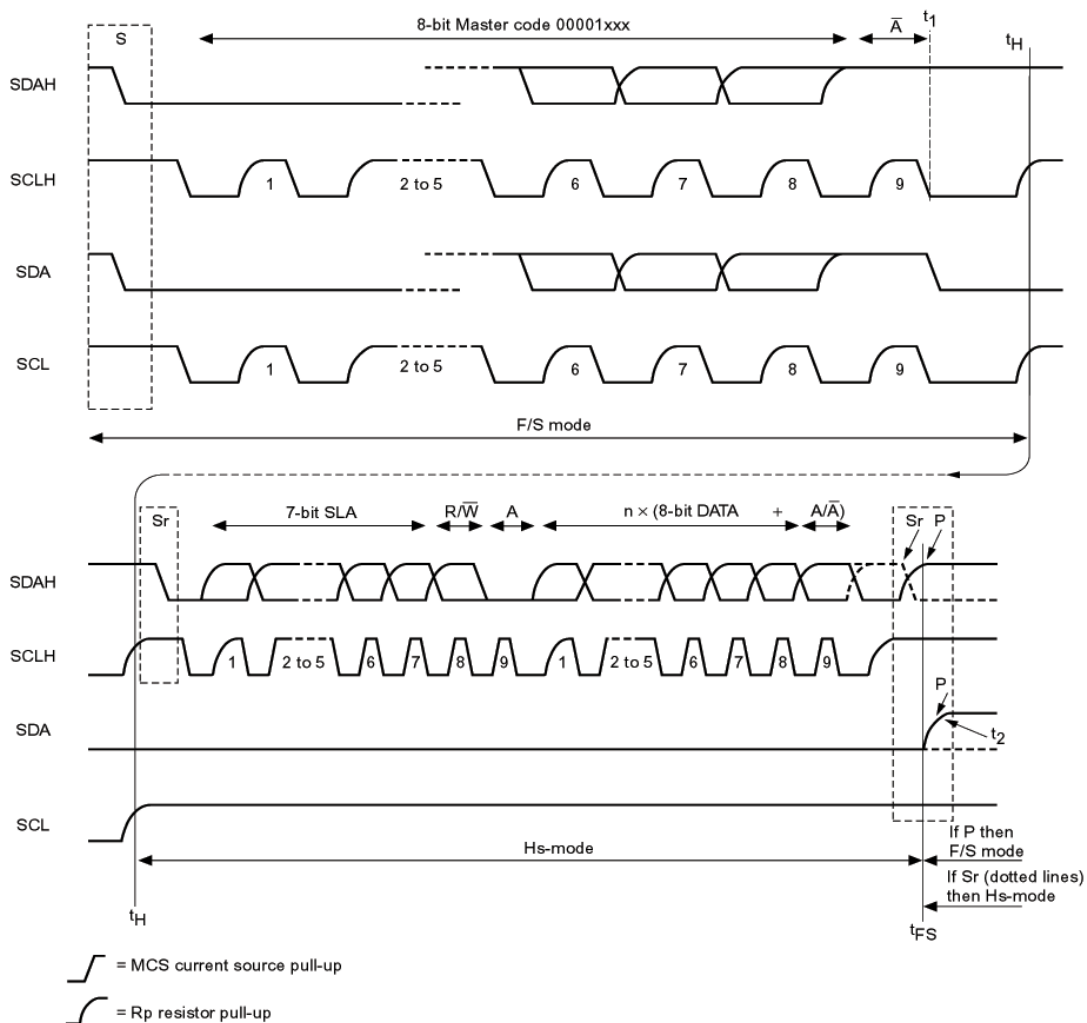 S
8-bit Master code 00001xxx
A̅
t1
tH
SDAH
SCLH
1
2 to 5
6
7
8
9
SDA
SCL
1
2 to 5
6
7
8
9
F/S mode
Sr
7-bit SLA
R/W̅
A
n × (8-bit DATA + A/A̅)
Sr
P
SDAH
SCLH
1
2 to 5
6
7
8
9
1
2 to 5
6
7
8
9
P
SDA
t2
SCL
If P then
F/S mode
Hs-mode
If Sr (dotted lines)
then Hs-mode
tH
tFS
= MCS current source pull-up
= Rp resistor pull-up